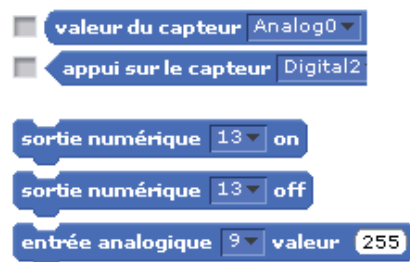 valeur du capteur Analog0
appui sur le capteur Digital2
sortie numérique 13 on
sortie numérique 13 off
entrée analogique 9 valeur 255